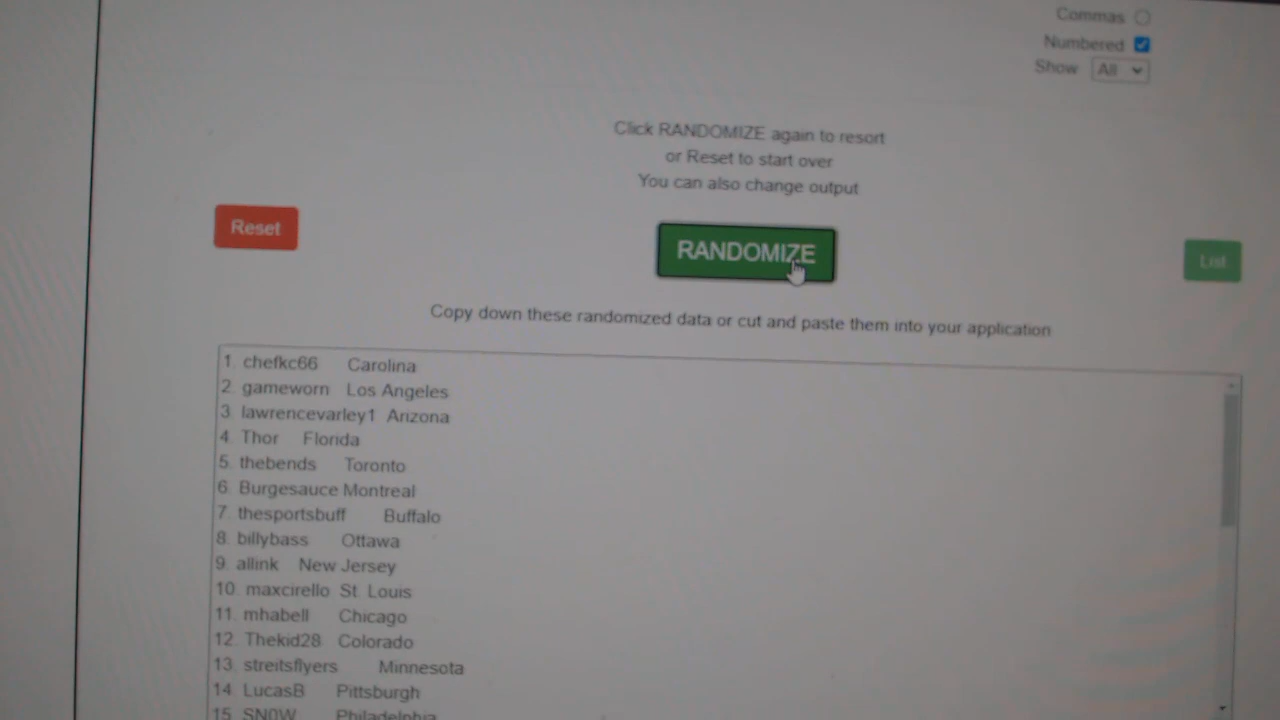 Commas
Numbered
Show All
Click RANDOMIZE again to resort
or Reset to start over
You can also change output
Reset
RANDOMIZE
List
Copy down these randomized data or cut and paste them into your application
1. chefkc66 Carolina
2. gameworn Los Angeles
3. lawrencevarley1 Arizona
4. Thor Florida
5. thebends Toronto
6. Burgesauce Montreal
7. thesportsbuff Buffalo
8. billybass Ottawa
9. allink New Jersey
10. maxcirello St. Louis
11. mhabell Chicago
12. Thekid28 Colorado
13. streitsflyers Minnesota
14. LucasB Pittsburgh
15. SN0W Philadelphia